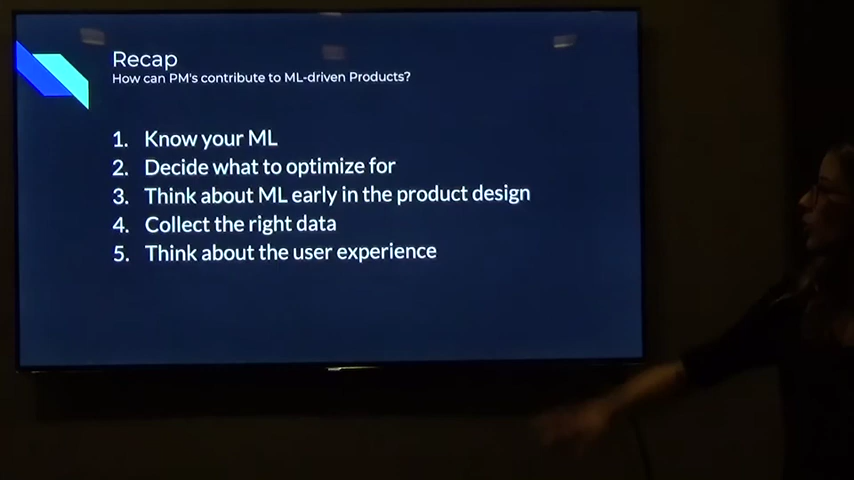 Recap
How can PM's contribute to ML-driven Products?
1. Know your ML
2. Decide what to optimize for
3. Think about ML early in the product design
4. Collect the right data
5. Think about the user experience